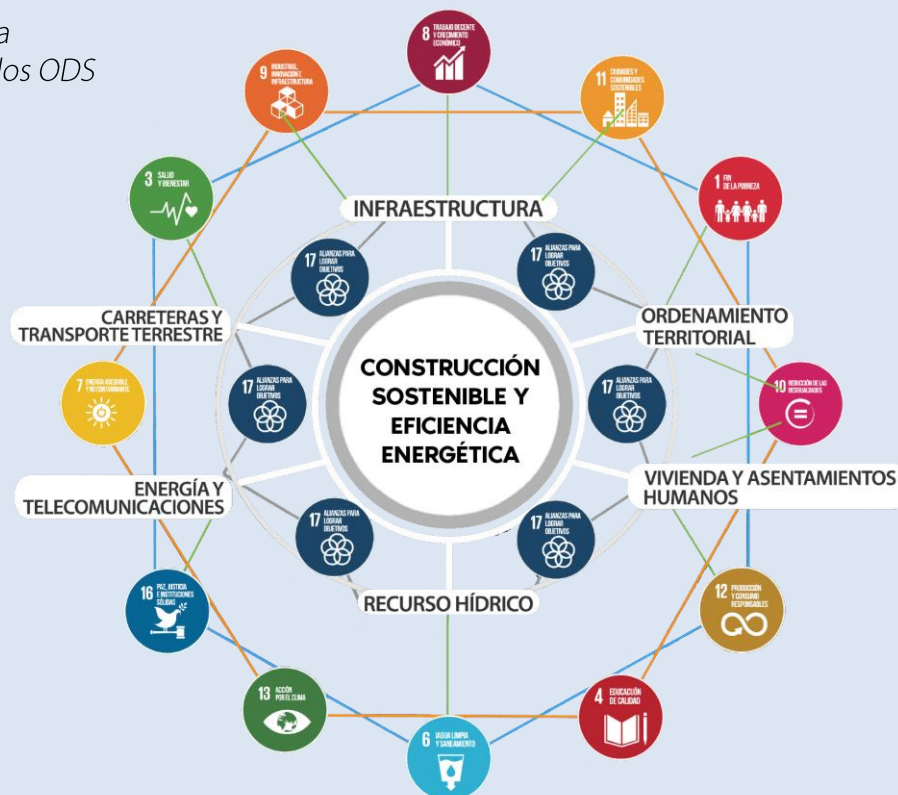 a
los ODS
8 TRABAJO DECENTE
Y CRECIMIENTO
ECONÓMICO
9 INDUSTRIAL,
INNOVACIÓN E
INFRAESTRUCTURA
11 CIUDADES Y
COMUNIDADES
SOSTENIBLES
3 SALUD
Y BIENESTAR
1 FIN
DE LA POBREZA
INFRAESTRUCTURA
17 ALIANZAS PARA
LOGRAR
OBJETIVOS
17 ALIANZAS PARA
LOGRAR
OBJETIVOS
CARRETERAS Y
TRANSPORTE TERRESTRE
ORDENAMIENTO
TERRITORIAL
CONSTRUCCIÓN
SOSTENIBLE Y
EFICIENCIA
ENERGÉTICA
7 ENERGÍA ASEQUIBLE
Y NO CONTAMINANTE
17 ALIANZAS PARA
LOGRAR
OBJETIVOS
17 ALIANZAS PARA
LOGRAR
OBJETIVOS
10 REDUCCIÓN DE LAS
DESIGUALDADES
ENERGÍA Y
TELECOMUNICACIONES
VIVIENDA Y ASENTAMIENTOS
HUMANOS
17 ALIANZAS PARA
LOGRAR
OBJETIVOS
17 ALIANZAS PARA
LOGRAR
OBJETIVOS
16 PAZ, JUSTICIA
E INSTITUCIONES
SÓLIDAS
RECURSO HÍDRICO
12 PRODUCCIÓN
Y CONSUMO
RESPONSABLES
13 ACCIÓN
POR EL CLIMA
4 EDUCACIÓN
DE CALIDAD
6 IAGUA LIMPIA
Y SANEAMIENTO